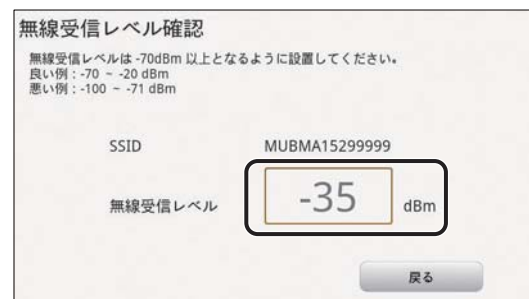 無線受信レベル確認
無線受信レベルは -70dBm 以上となるように設置してください。
良い例：-70 ~ -20 dBm
悪い例：-100 ~ -71 dBm
SSID MUBMA15299999
無線受信レベル -35 dBm
戻る